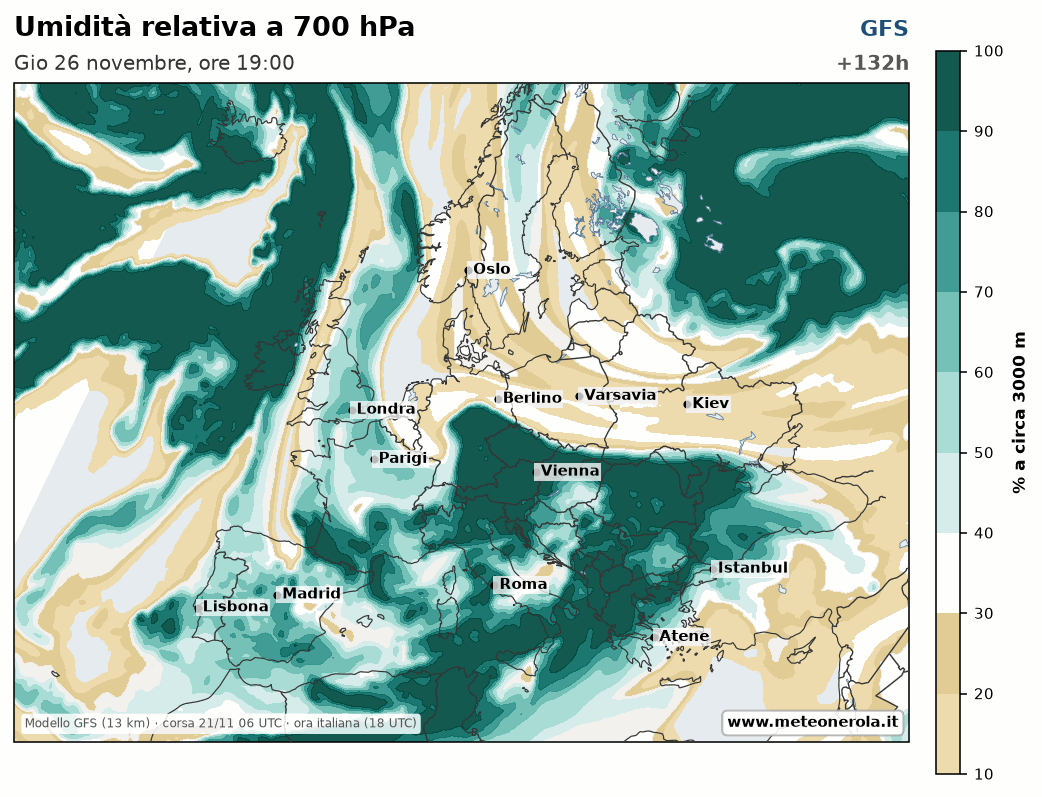 Umidità relativa a 700 hPa
GFS
Gio 26 novembre, ore 19:00
+132h
100
90
80
70
60
50
40
30
20
10
% a circa 3000 m
Oslo
Berlino
Varsavia
Kiev
Londra
Parigi
Vienna
Istanbul
Roma
Madrid
Lisbona
Atene
Modello GFS (13 km) · corsa 21/11 06 UTC · ora italiana (18 UTC)
www.meteonerola.it